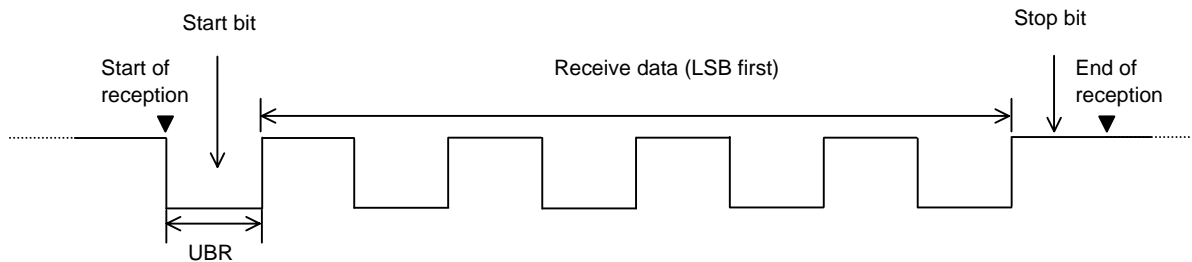 Start bit
Stop bit
Start of
reception
Receive data (LSB first)
End of
reception
UBR